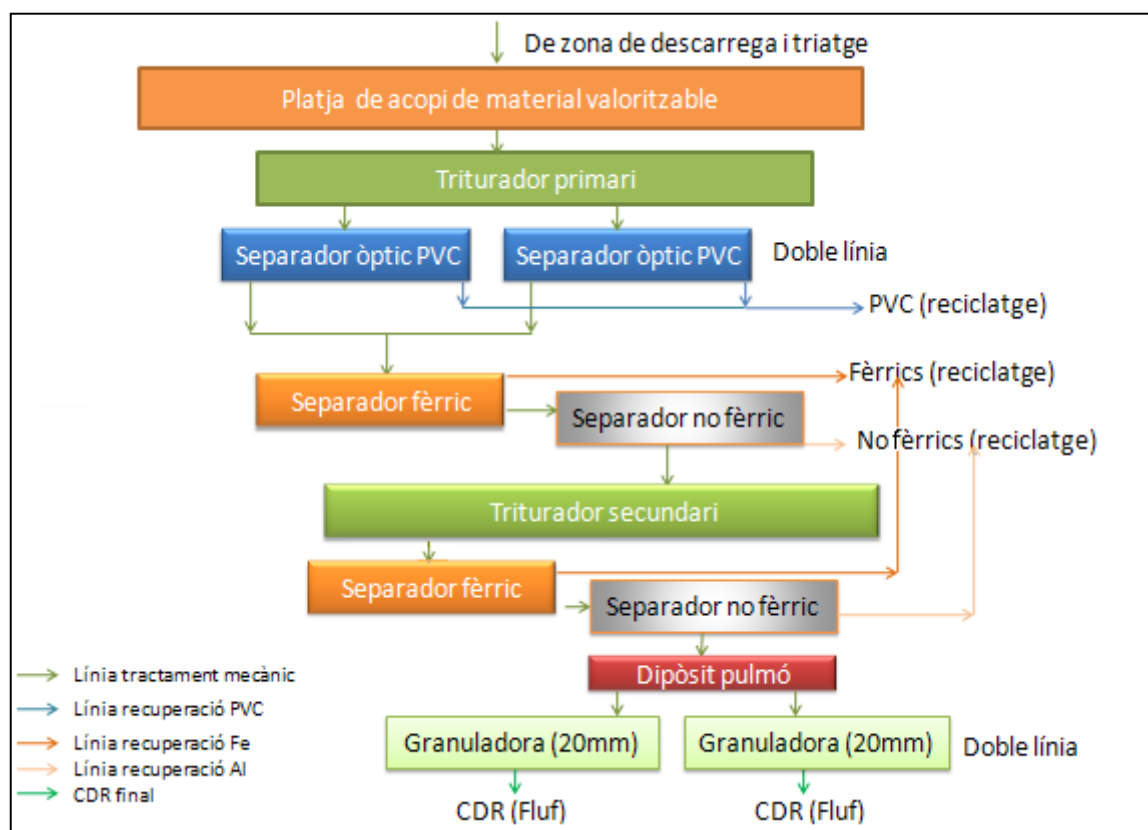 De zona de descarrega i triatge
Platja de acopi de material valoritzable
Triturador primari
Separador òptic PVC
Separador òptic PVC
Doble línia
PVC (reciclatge)
Separador fèrric
Fèrrics (reciclatge)
Separador no fèrric
No fèrrics (reciclatge)
Triturador secundari
Separador fèrric
Separador no fèrric
Dipòsit pulmó
Granuladora (20mm)
Granuladora (20mm)
Doble línia
CDR (Fluf)
CDR (Fluf)
Línia tractament mecànic
Línia recuperació PVC
Línia recuperació Fe
Línia recuperació Al
CDR final